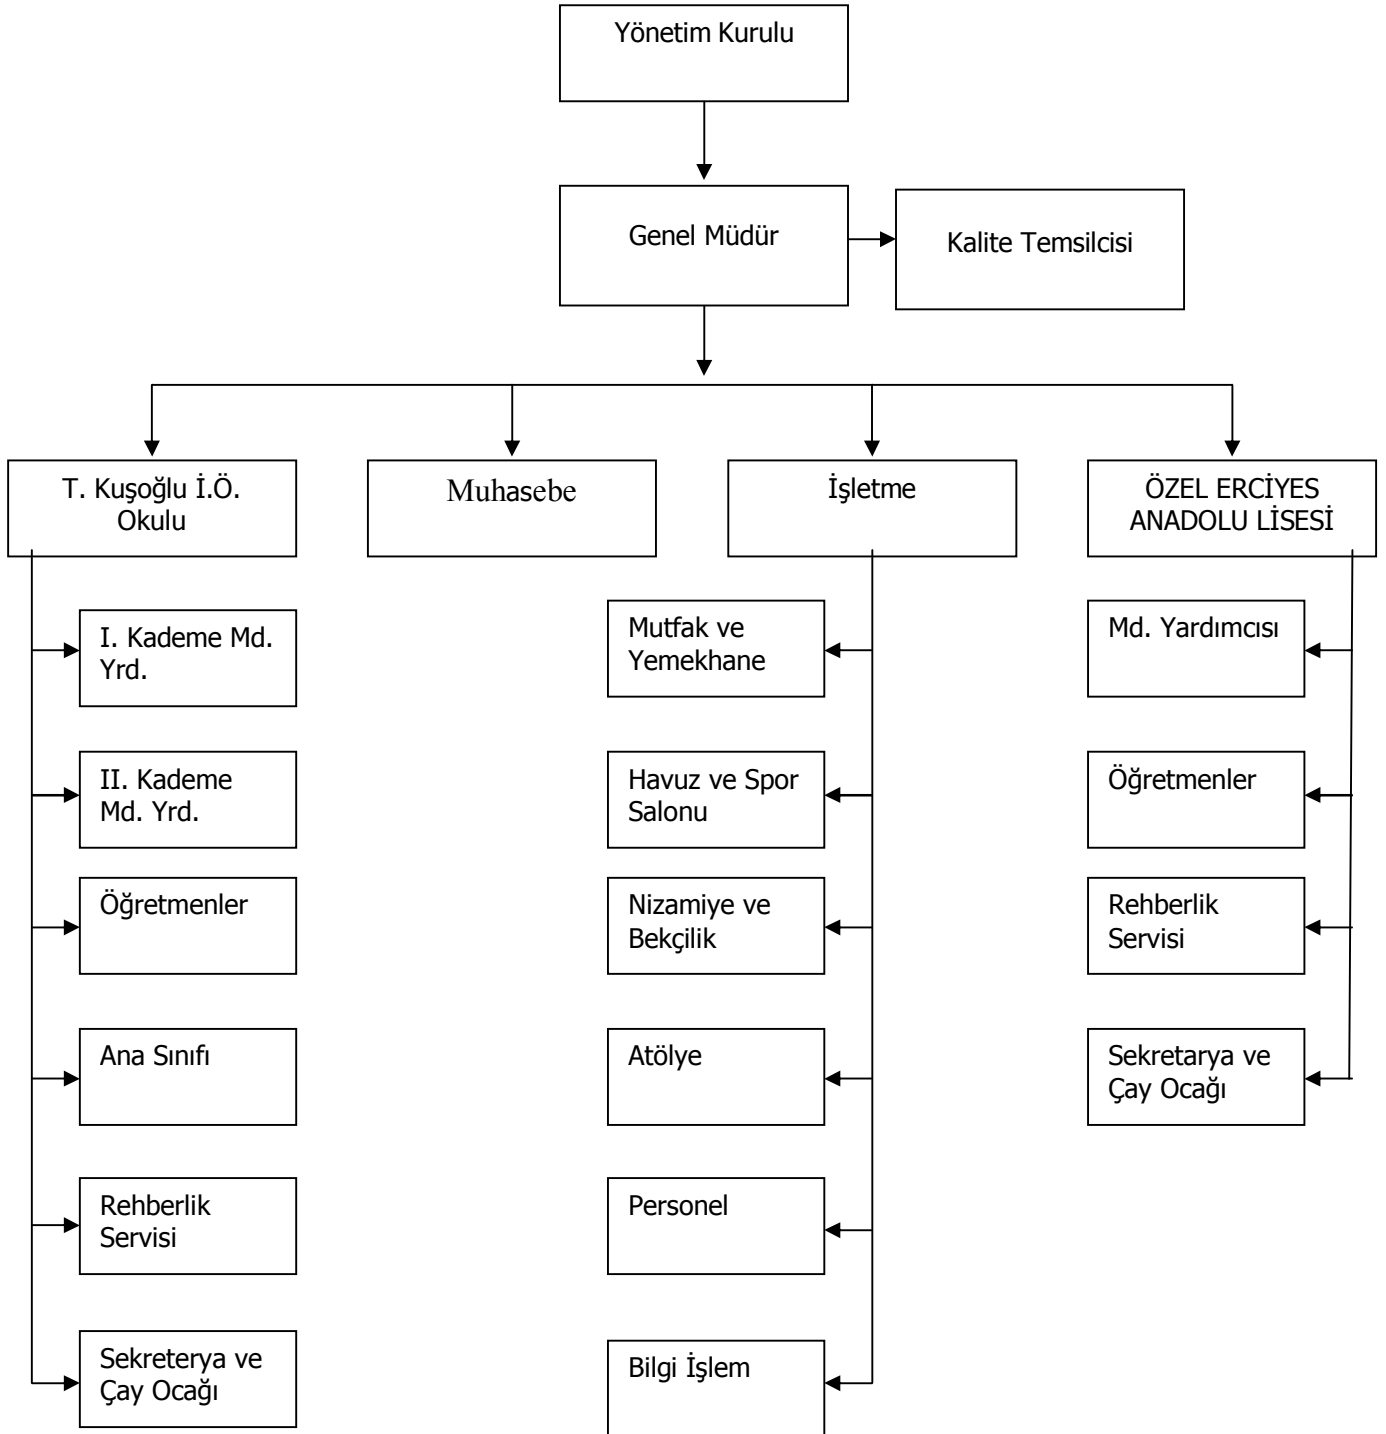 Yönetim Kurulu
Genel Müdür
Kalite Temsilcisi
T. Kuşoğlu İ.Ö.
Okulu
Muhasebe
İşletme
ÖZEL ERCİYES
ANADOLU LİSESİ
I. Kademe Md.
Yrd.
II. Kademe
Md. Yrd.
Öğretmenler
Ana Sınıfı
Rehberlik
Servisi
Sekreterya ve
Çay Ocağı
Mutfak ve
Yemekhane
Havuz ve Spor
Salonu
Nizamiye ve
Bekçilik
Atölye
Personel
Bilgi İşlem
Md. Yardımcısı
Öğretmenler
Rehberlik
Servisi
Sekretarya ve
Çay Ocağı